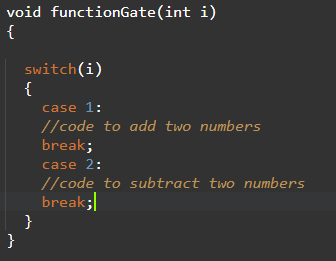 void functionGate(int i)
{
switch(i)
{
case 1:
//code to add two numbers
break;
case 2:
//code to subtract two numbers
break;
}
}